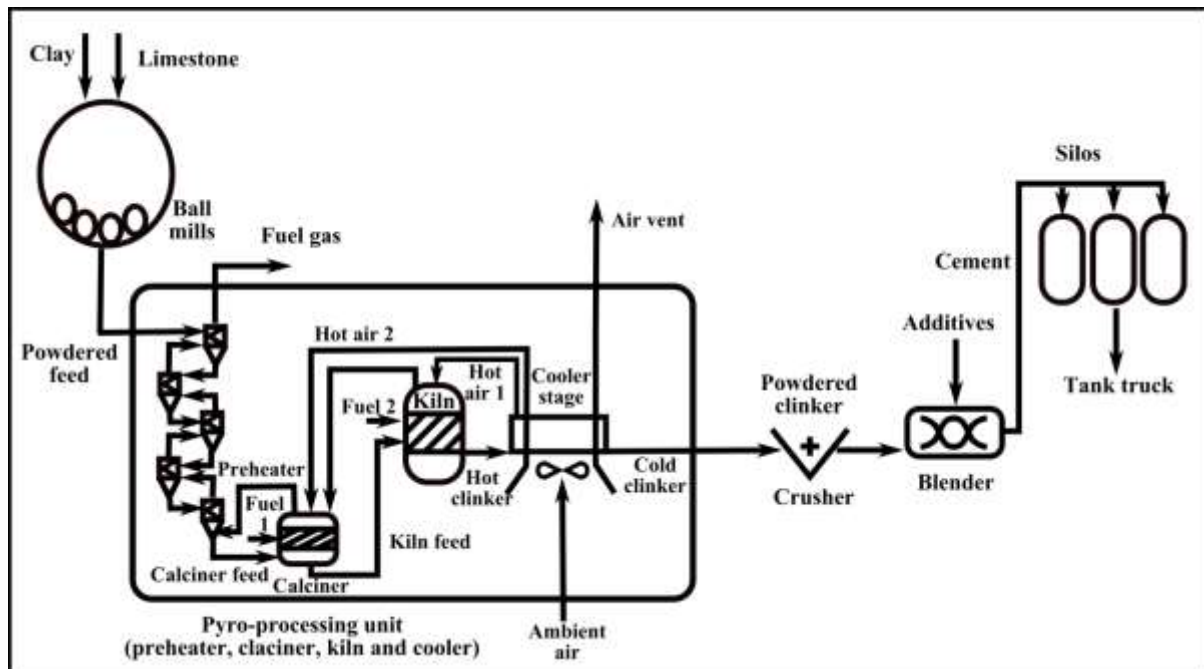 Clay
Limestone
Ball
mills
Fuel gas
Powdered
feed
Air vent
Silos
Cement
Additives
Tank truck
Hot air 2
Hot
air 1
Cooler
stage
Kiln
Fuel 2
Powdered
clinker
Preheater
Fuel
1
Hot
clinker
Cold
clinker
Crusher
Blender
Kiln feed
Calciner feed
Calciner
Pyro-processing unit
(preheater, claciner, kiln and cooler)
Ambient
air